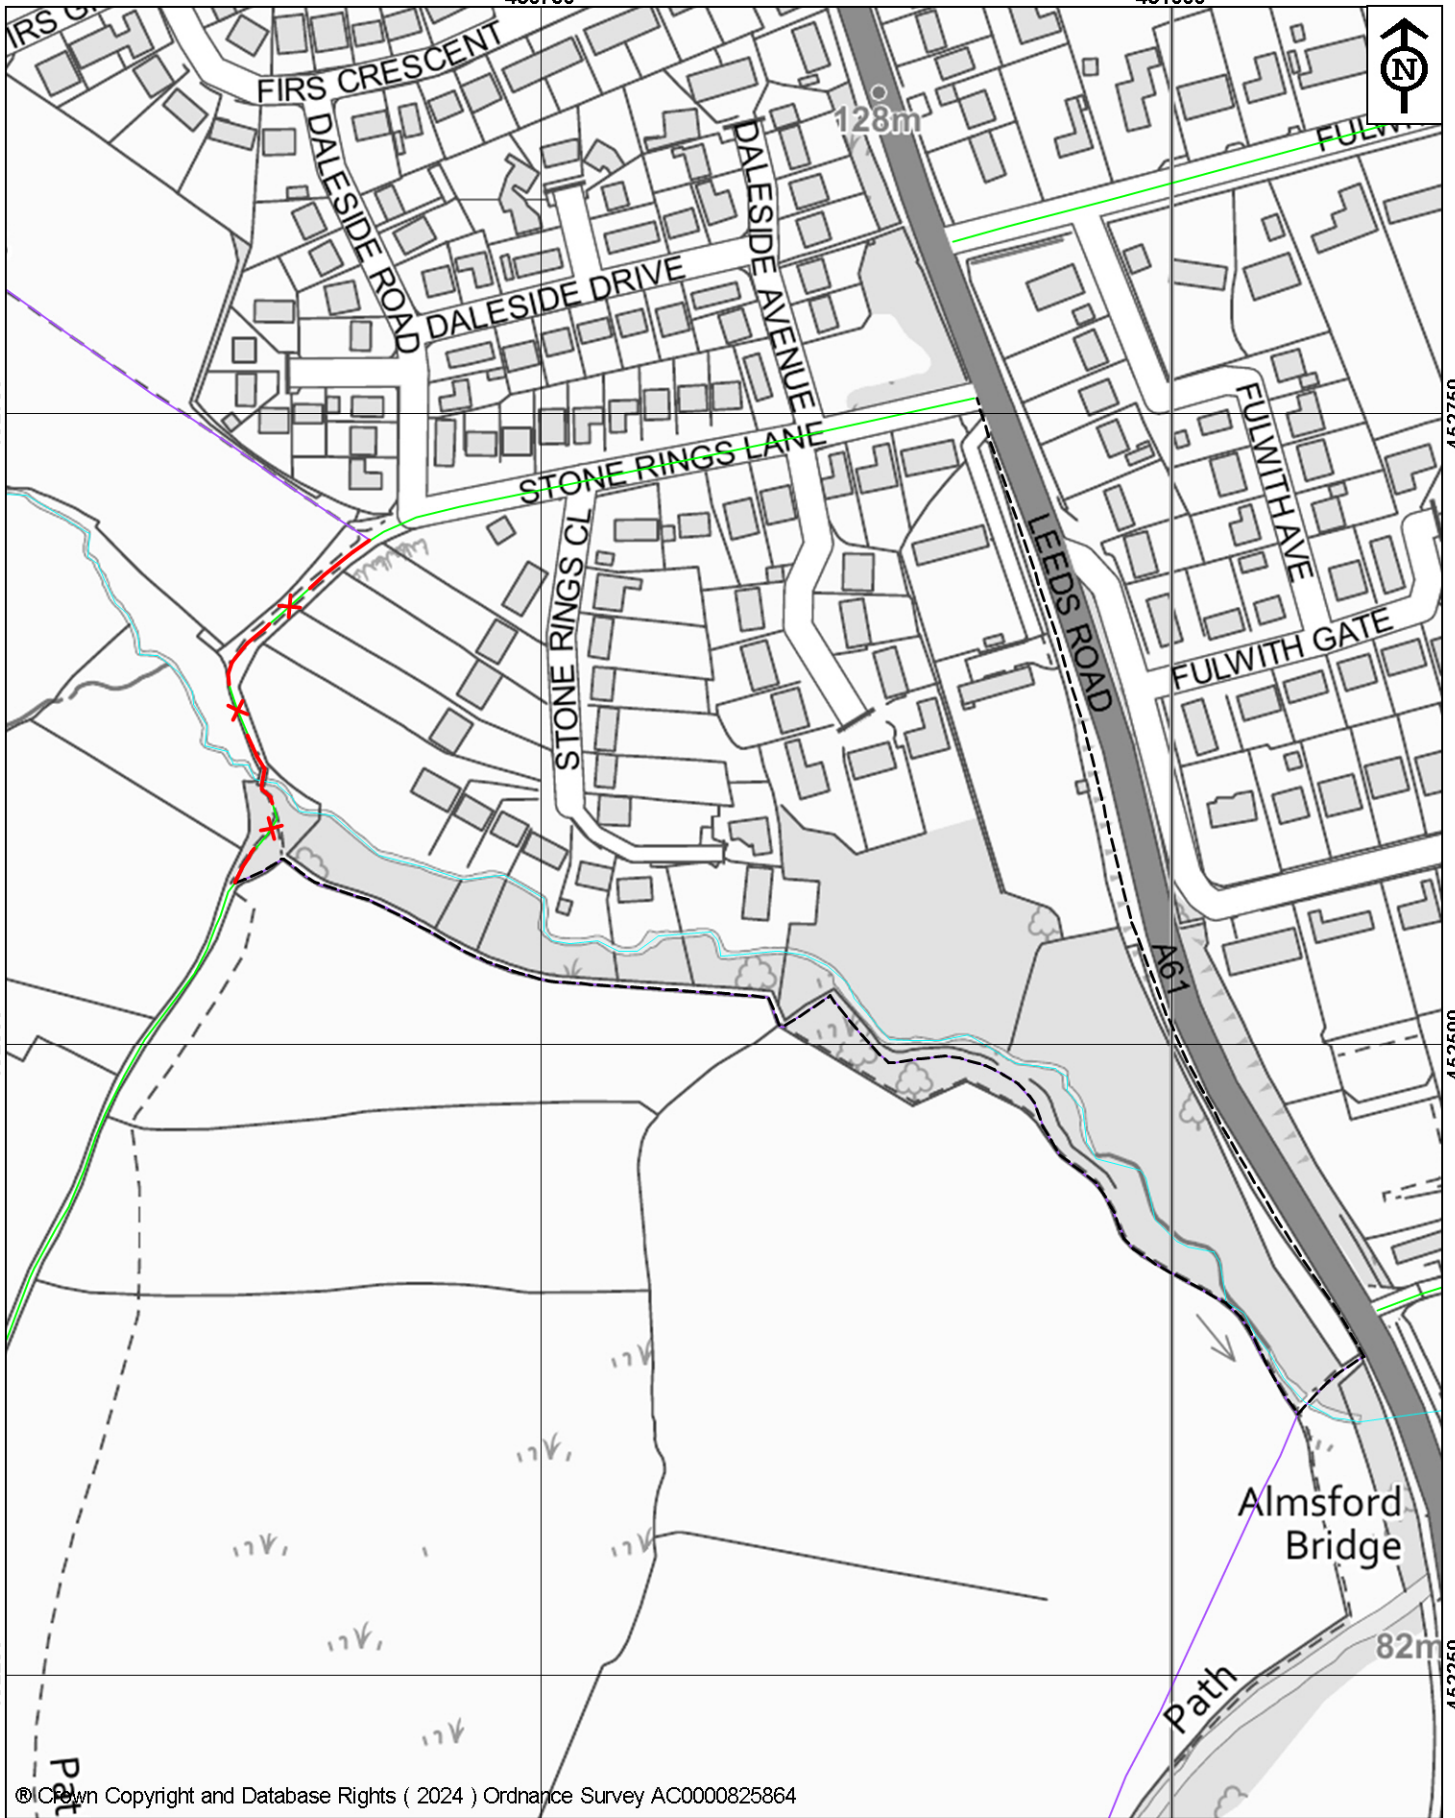 N
FIRS CRESCENT
DALESIDE ROAD
DALESIDE DRIVE
DALESIDE AVENUE
128m
STONE RINGS LANE
STONE RINGS CL
LEEDS ROAD
FULWITH AVE
FULWITH GATE
A61
Almsford
Bridge
82m
Path
© Crown Copyright and Database Rights ( 2024 ) Ordnance Survey AC0000825864